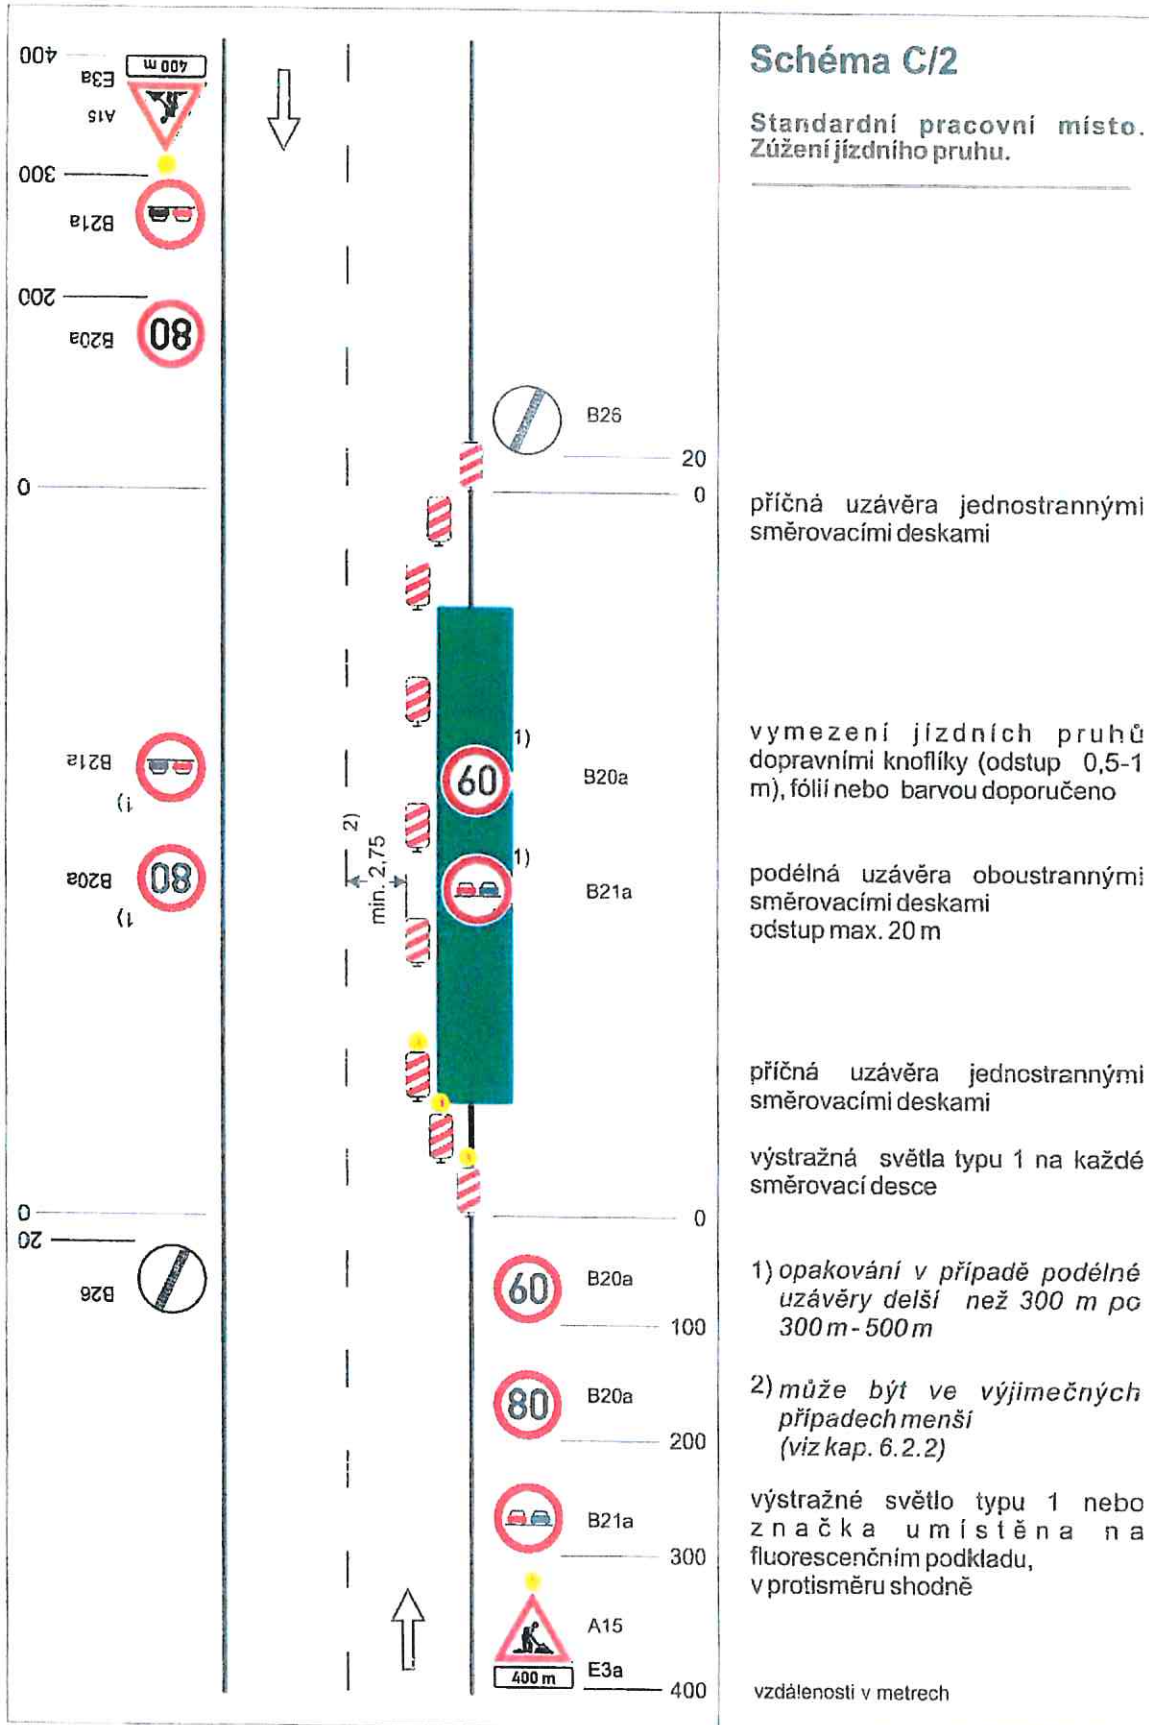 Schéma C/2
Standardní pracovní místo.
Zúžení jízdního pruhu.
400
400 m
E3a
A15
300
B21a
200
B20a
80
B26
20
0
0
příčná uzávěra jednostrannými
směrovacími deskami
1)
60
B20a
B21a
1)
vymezení jízdních pruhů
dopravními knoflíky (odstup 0,5-1
m), fólií nebo barvou doporučeno
2)
min. 2,75
1)
B21a
B20a
80
1)
podélná uzávěra oboustrannými
směrovacími deskami
odstup max. 20 m
příčná uzávěra jednostrannými
směrovacími deskami
výstražná světla typu 1 na každé
směrovací desce
0
0
20
B26
60
B20a
100
1) opakování v případě podélné
uzávěry delší než 300 m po
300 m - 500 m
80
B20a
200
2) může být ve výjimečných
případech menší
(viz kap. 6.2.2)
B21a
300
výstražné světlo typu 1 nebo
značka umístěna na
fluorescenčním podkladu,
v protisměru shodně
A15
400 m
E3a
400
vzdálenosti v metrech